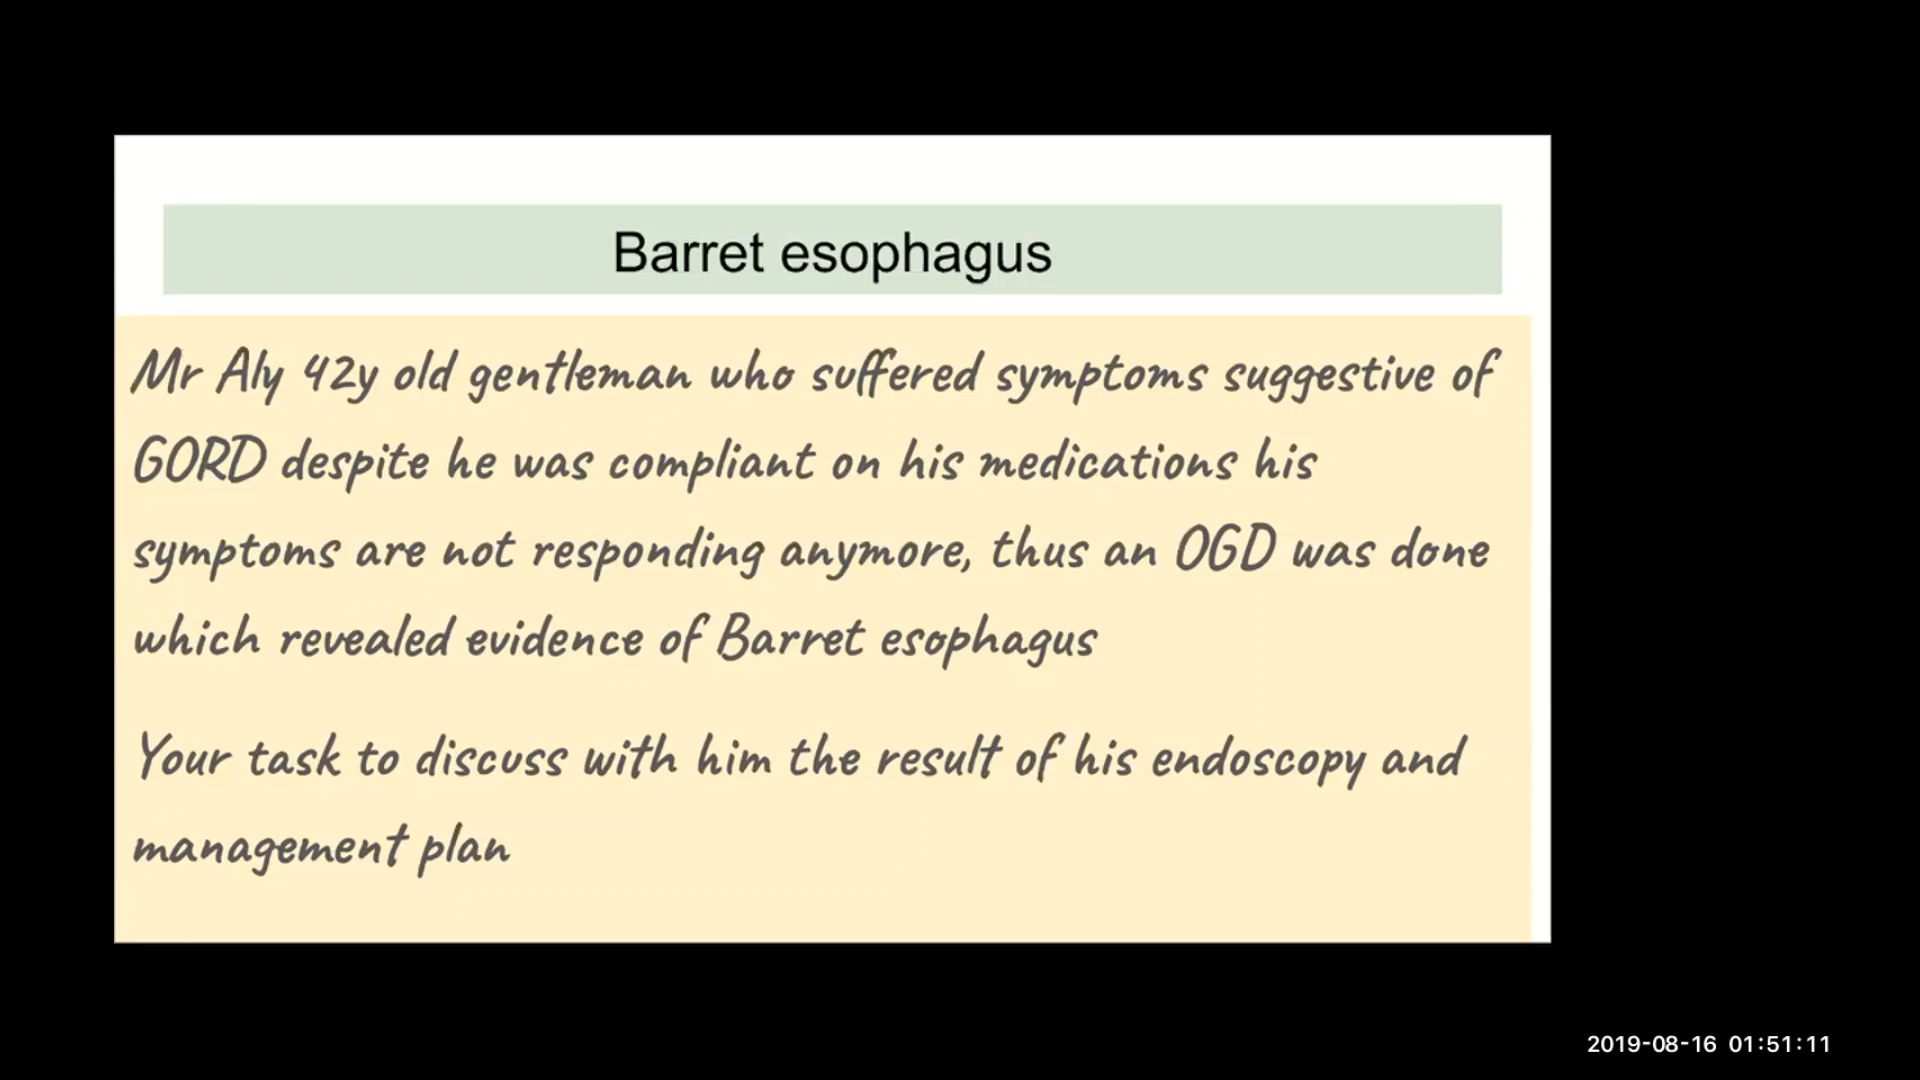 Barret esophagus
Mr Aly 42y old gentleman who suffered symptoms suggestive of
GORD despite he was compliant on his medications his
symptoms are not responding anymore, thus an OGD was done
which revealed evidence of Barret esophagus
Your task to discuss with him the result of his endoscopy and
management plan
2019-08-16 01:51:11